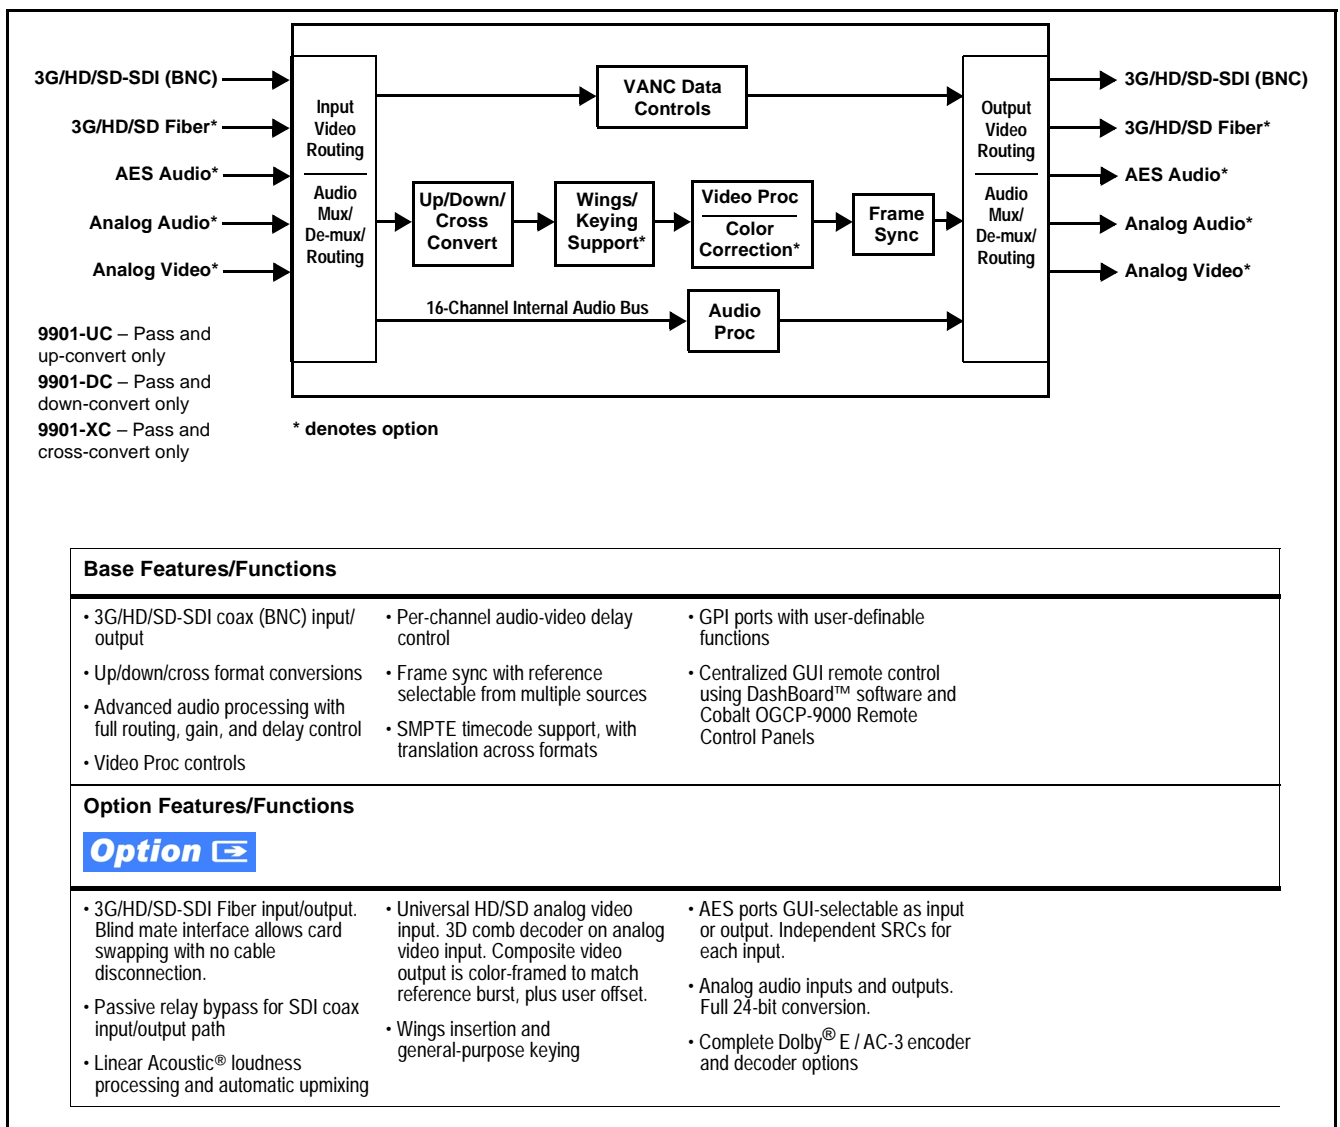 3G/HD/SD-SDI (BNC)
3G/HD/SD Fiber*
AES Audio*
Analog Audio*
Analog Video*
Input
Video
Routing
Audio
Mux/
De-mux/
Routing
VANC Data
Controls
Up/Down/
Cross
Convert
Wings/
Keying
Support*
Video Proc
Color
Correction*
Frame
Sync
16-Channel Internal Audio Bus
Audio
Proc
Output
Video
Routing
Audio
Mux/
De-mux/
Routing
3G/HD/SD-SDI (BNC)
3G/HD/SD Fiber*
AES Audio*
Analog Audio*
Analog Video*
9901-UC – Pass and
up-convert only
9901-DC – Pass and
down-convert only
9901-XC – Pass and
cross-convert only
* denotes option
Base Features/Functions
• 3G/HD/SD-SDI coax (BNC) input/
output
• Up/down/cross format conversions
• Advanced audio processing with
full routing, gain, and delay control
• Video Proc controls
• Per-channel audio-video delay
control
• Frame sync with reference
selectable from multiple sources
• SMPTE timecode support, with
translation across formats
• GPI ports with user-definable
functions
• Centralized GUI remote control
using DashBoard™ software and
Cobalt OGCP-9000 Remote
Control Panels
Option Features/Functions
Option
• 3G/HD/SD-SDI Fiber input/output.
Blind mate interface allows card
swapping with no cable
disconnection.
• Passive relay bypass for SDI coax
input/output path
• Linear Acoustic® loudness
processing and automatic upmixing
• Universal HD/SD analog video
input. 3D comb decoder on analog
video input. Composite video
output is color-framed to match
reference burst, plus user offset.
• Wings insertion and
general-purpose keying
• AES ports GUI-selectable as input
or output. Independent SRCs for
each input.
• Analog audio inputs and outputs.
Full 24-bit conversion.
• Complete Dolby® E / AC-3 encoder
and decoder options